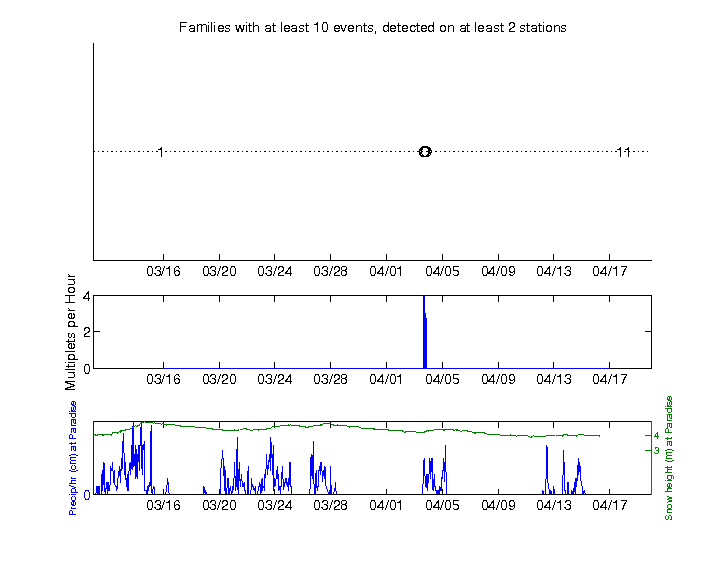 Families with at least 10 events, detected on at least 2 stations
1 11
03/16 03/20 03/24 03/28 04/01 04/05 04/09 04/13 04/17
Multiplets per Hour
4
2
0
03/16 03/20 03/24 03/28 04/01 04/05 04/09 04/13 04/17
Precip/hr (cm) at Paradise
0
4
3
Snow height (m) at Paradise
03/16 03/20 03/24 03/28 04/01 04/05 04/09 04/13 04/17